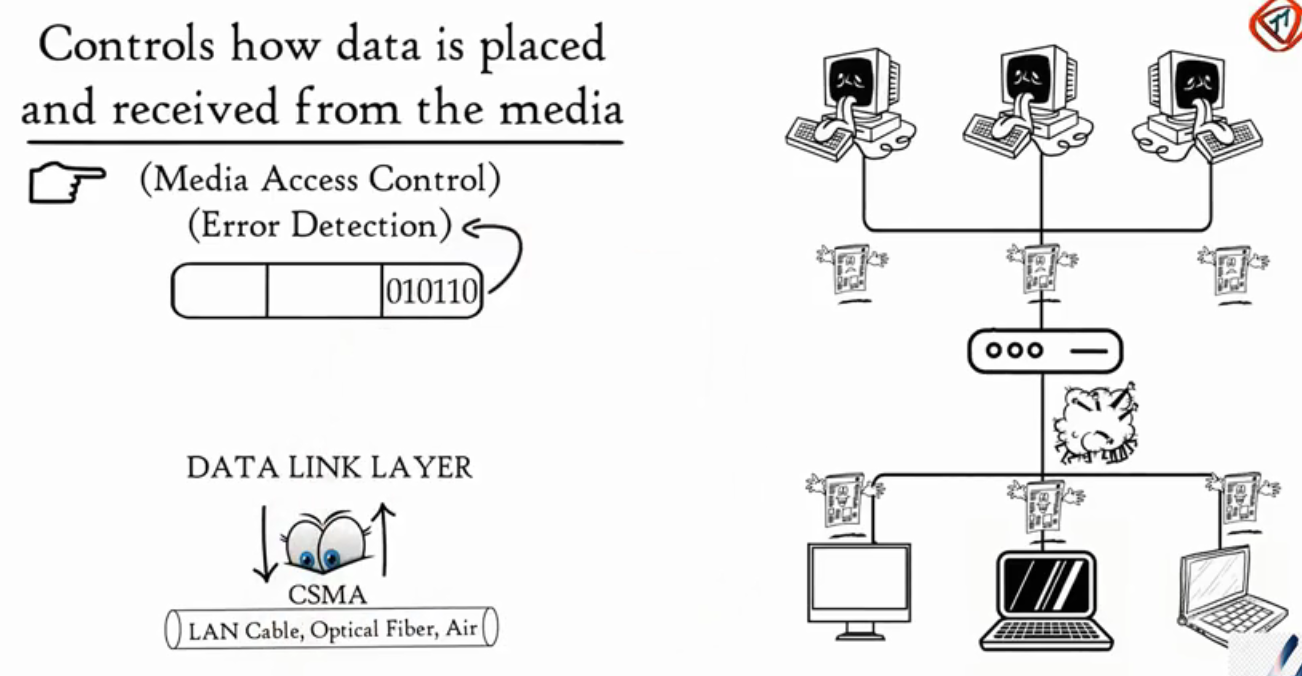 Controls how data is placed
and received from the media
(Media Access Control)
(Error Detection)
010110
DATA LINK LAYER
CSMA
LAN Cable, Optical Fiber, Air